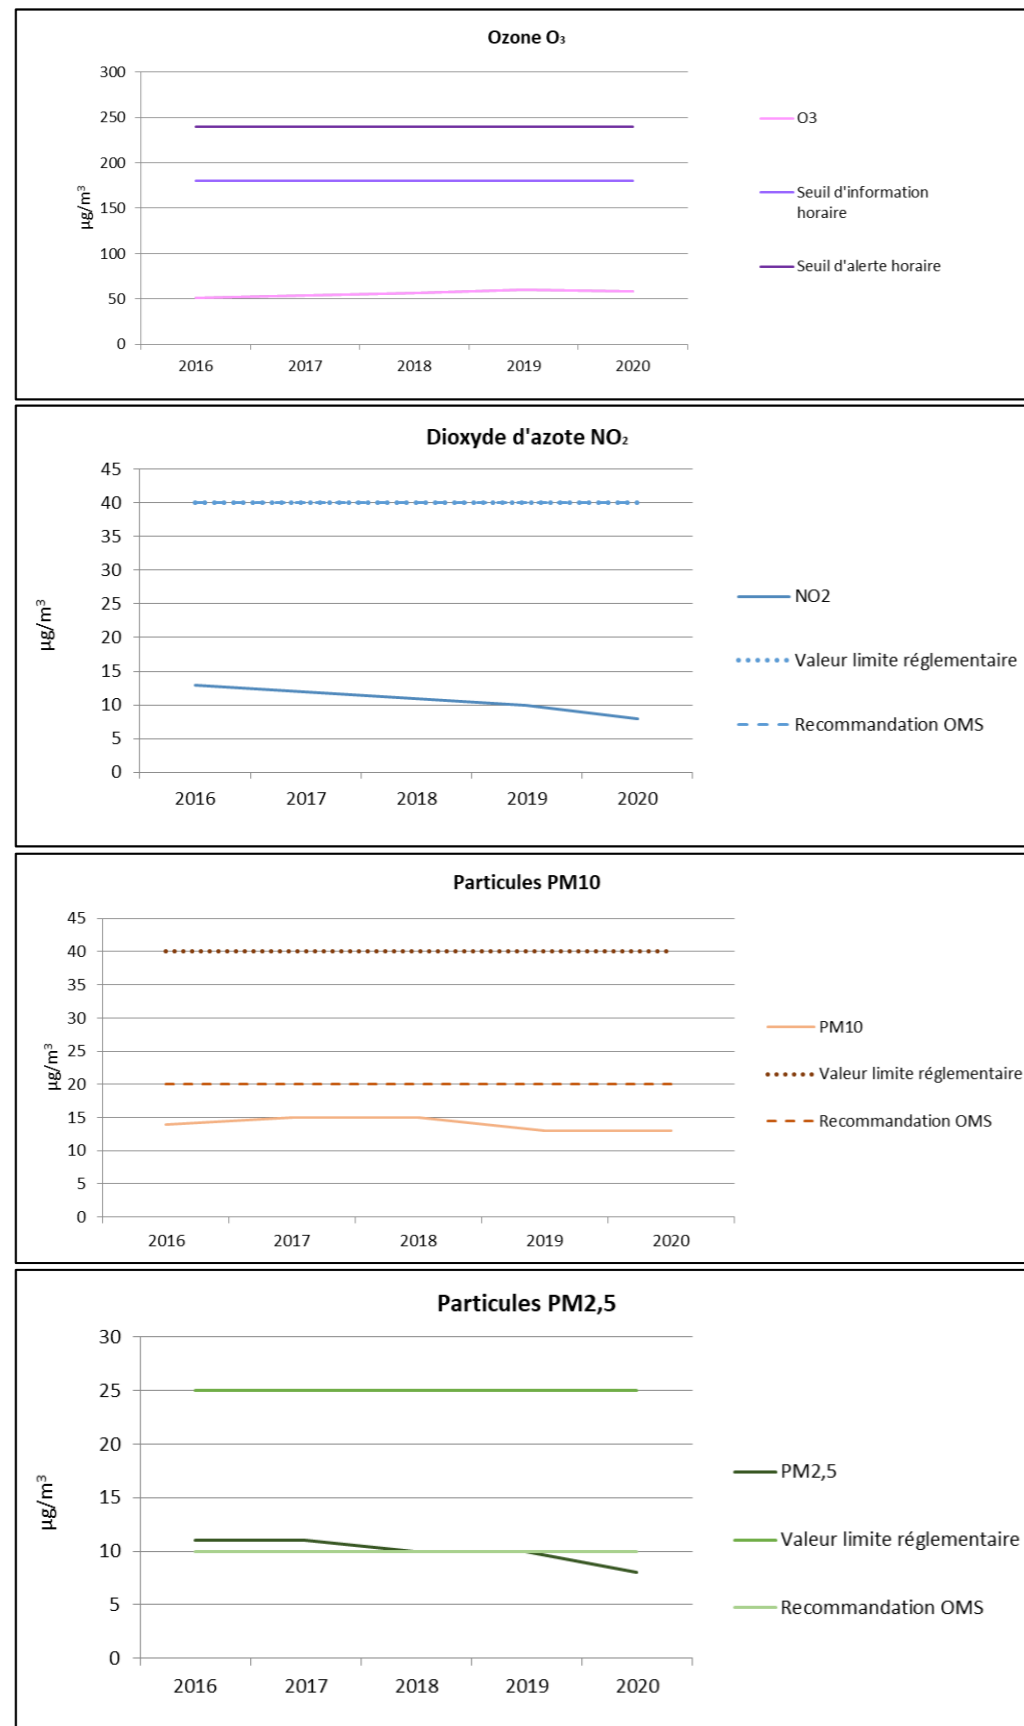 Ozone O₃
300
250
200
150
100
50
0
µg/m³
2016 2017 2018 2019 2020
O3
Seuil d'information
horaire
Seuil d'alerte horaire
Dioxyde d'azote NO₂
45
40
35
30
25
20
15
10
5
0
µg/m³
2016 2017 2018 2019 2020
NO2
Valeur limite réglementaire
Recommandation OMS
Particules PM10
45
40
35
30
25
20
15
10
5
0
µg/m³
2016 2017 2018 2019 2020
PM10
Valeur limite réglementaire
Recommandation OMS
Particules PM2,5
30
25
20
15
10
5
0
µg/m³
2016 2017 2018 2019 2020
PM2,5
Valeur limite réglementaire
Recommandation OMS